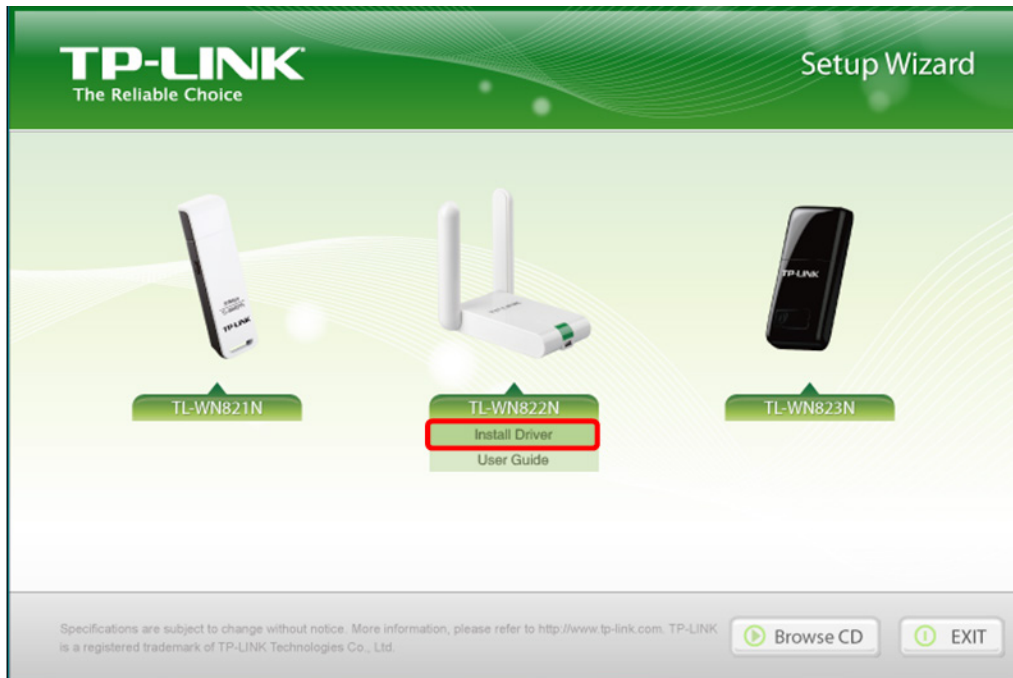 TP-LINK
The Reliable Choice
Setup Wizard
TP-LINK
TP-LINK
TP-LINK
TL-WN821N
TL-WN822N
TL-WN823N
Install Driver
User Guide
Specifications are subject to change without notice. More information, please refer to http://www.tp-link.com. TP-LINK
is a registered trademark of TP-LINK Technologies Co., Ltd.
Browse CD
EXIT